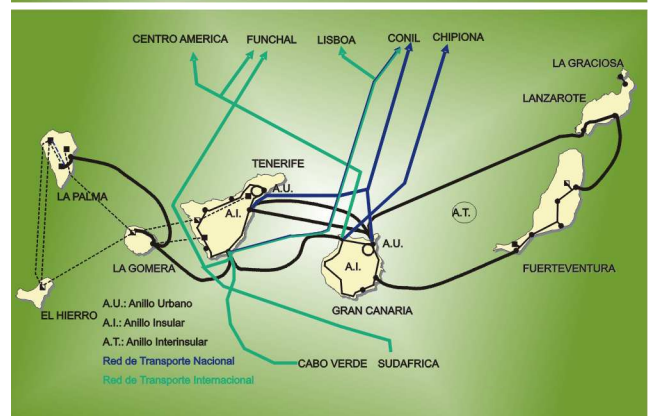 CENTRO AMERICA
FUNCHAL
LISBOA
CONIL
CHIPIONA
LA GRACIOSA
LANZAROTE
TENERIFE
A.U.
A.I.
LA PALMA
A.T.
A.U.
A.I.
LA GOMERA
FUERTEVENTURA
EL HIERRO
GRAN CANARIA
A.U.: Anillo Urbano
A.I.: Anillo Insular
A.T.: Anillo Interinsular
Red de Transporte Nacional
CABO VERDE
SUDAFRICA
Red de Transporte Internacional